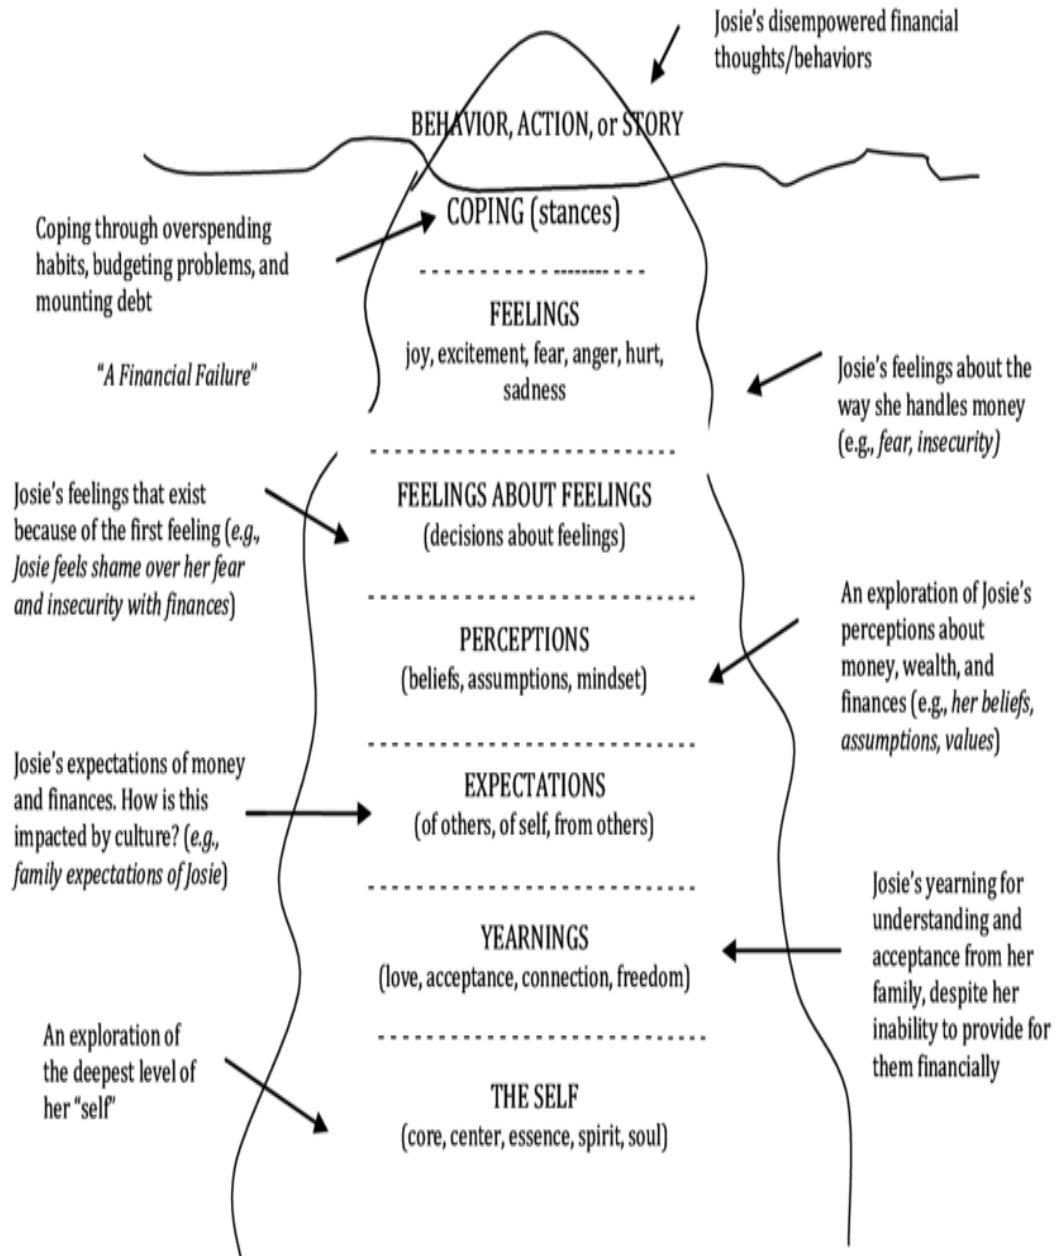 Josie's disempowered financial
thoughts/behaviors
BEHAVIOR, ACTION, or STORY
COPING (stances)
Coping through overspending
habits, budgeting problems, and
mounting debt
"A Financial Failure"
FEELINGS
joy, excitement, fear, anger, hurt,
sadness
Josie's feelings about the
way she handles money
(e.g., fear, insecurity)
Josie's feelings that exist
because of the first feeling (e.g.,
Josie feels shame over her fear
and insecurity with finances)
FEELINGS ABOUT FEELINGS
(decisions about feelings)
An exploration of Josie's
perceptions about
money, wealth, and
finances (e.g., her beliefs,
assumptions, values)
PERCEPTIONS
(beliefs, assumptions, mindset)
Josie's expectations of money
and finances. How is this
impacted by culture? (e.g.,
family expectations of Josie)
EXPECTATIONS
(of others, of self, from others)
Josie's yearning for
understanding and
acceptance from her
family, despite her
inability to provide for
them financially
YEARNINGS
(love, acceptance, connection, freedom)
An exploration of
the deepest level of
her "self"
THE SELF
(core, center, essence, spirit, soul)